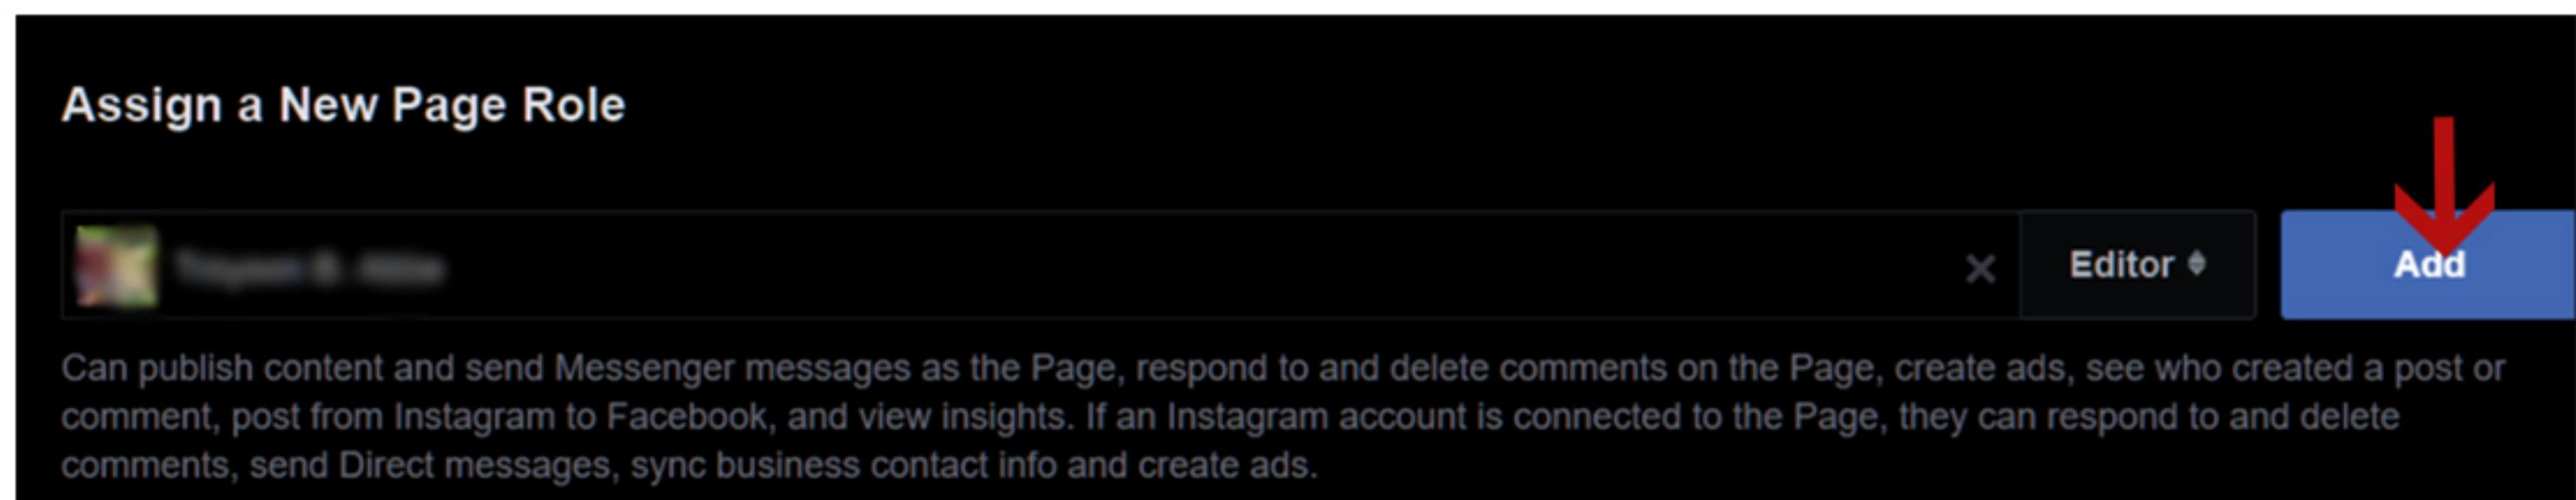 Assign a New Page Role
Editor Add
Can publish content and send Messenger messages as the Page, respond to and delete comments on the Page, create ads, see who created a post or
comment, post from Instagram to Facebook, and view insights. If an Instagram account is connected to the Page, they can respond to and delete
comments, send Direct messages, sync business contact info and create ads.